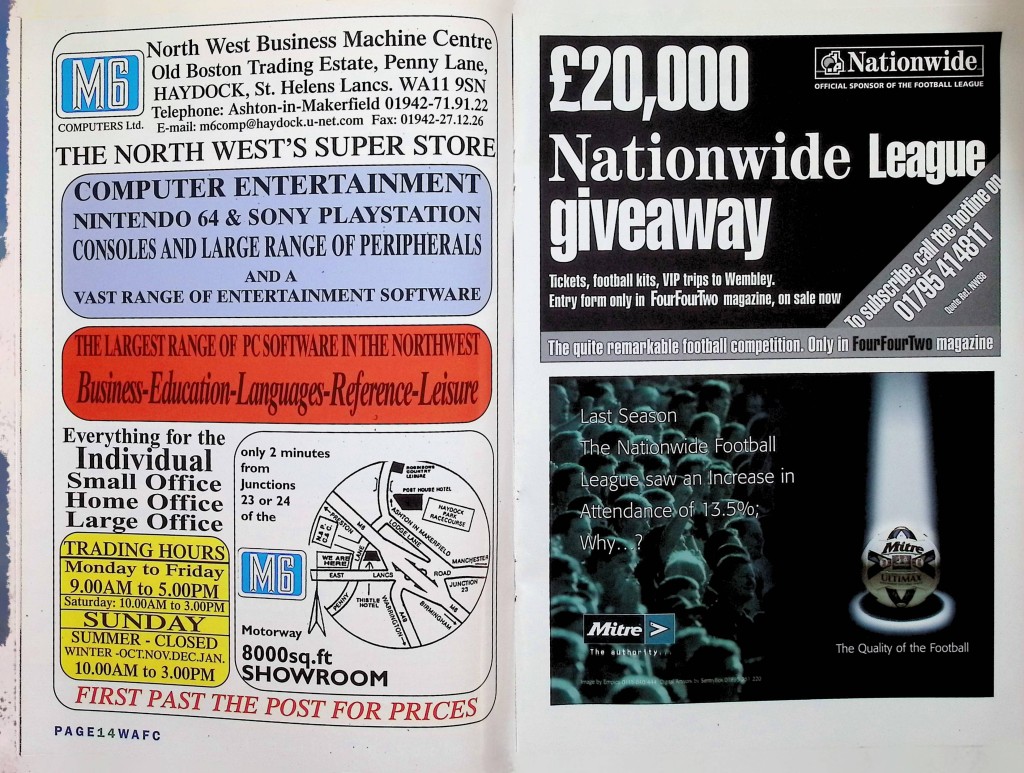 M6
COMPUTERS Ltd.
North West Business Machine Centre
Old Boston Trading Estate, Penny Lane,
HAYDOCK, St. Helens Lancs. WA11 9SN
Telephone: Ashton-in-Makerfield 01942-71.91.22
E-mail: m6comp@haydock.u-net.com Fax: 01942-27.12.26
THE NORTH WEST'S SUPER STORE
COMPUTER ENTERTAINMENT
NINTENDO 64 & SONY PLAYSTATION
CONSOLES AND LARGE RANGE OF PERIPHERALS
AND A
VAST RANGE OF ENTERTAINMENT SOFTWARE
THE LARGEST RANGE OF PC SOFTWARE IN THE NORTHWEST
Business-Education-Languages-Reference-Leisure
Everything for the
Individual
Small Office
Home Office
Large Office
TRADING HOURS
Monday to Friday
9.00AM to 5.00PM
Saturday: 10.00AM to 3.00PM
SUNDAY
SUMMER - CLOSED
WINTER -OCT.NOV.DEC.JAN.
10.00AM to 3.00PM
only 2 minutes
from
Junctions
23 or 24
of the
M6
Motorway
8000sq.ft
SHOWROOM
ROBINSONS
COUNTRY
LEISURE
POST HOUSE HOTEL
HAYDOCK
PARK
RACECOURSE
ASHTON IN MAKERFIELD
LODGE LANE
PRESTON
M6
WE ARE
HERE
LANE
EAST
LANCS
ROAD
MANCHESTER
JUNCTION
23
PENNY
THISTLE
HOTEL
WARRINGTON
A49
BIRMINGHAM
M6
FIRST PAST THE POST FOR PRICES
PAGE14WAFC
£20,000
Nationwide League
giveaway
Nationwide
OFFICIAL SPONSOR OF THE FOOTBALL LEAGUE
Tickets, football kits, VIP trips to Wembley.
Entry form only in FourFourTwo magazine, on sale now
To subscribe, call the hotline on
01795 414811
Quote Ref. NW98
The quite remarkable football competition. Only in FourFourTwo magazine
Last Season
The Nationwide Football
League saw an Increase in
Attendance of 13.5%;
Why...?
Mitre
The authority.
Mitre
ULTIMAX
The Quality of the Football